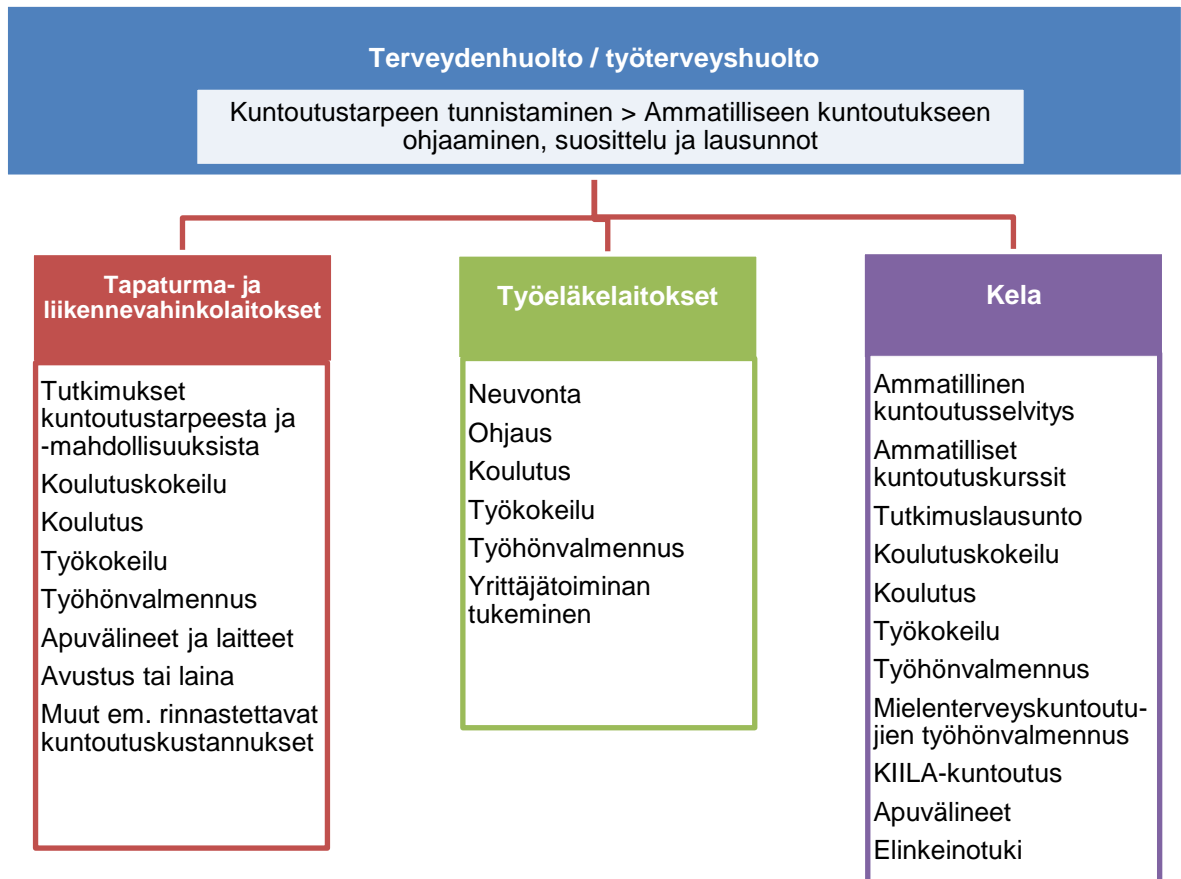 Terveydenhuolto / työterveyshuolto
Kuntoutustarpeen tunnistaminen > Ammatilliseen kuntoutukseen
ohjaaminen, suosittelu ja lausunnot
Tapaturma- ja
liikennevahinkolaitokset
Tutkimukset
kuntoutustarpeesta ja
-mahdollisuuksista
Koulutuskokeilu
Koulutus
Työkokeilu
Työhönvalmennus
Apuvälineet ja laitteet
Avustus tai laina
Muut em. rinnastettavat
kuntoutuskustannukset
Työeläkelaitokset
Neuvonta
Ohjaus
Koulutus
Työkokeilu
Työhönvalmennus
Yrittäjätoiminan
tukeminen
Kela
Ammatillinen
kuntoutusselvitys
Ammatilliset
kuntoutuskurssit
Tutkimuslausunto
Koulutuskokeilu
Koulutus
Työkokeilu
Työhönvalmennus
Mielenterveyskuntoutu-
jien työhönvalmennus
KIILA-kuntoutus
Apuvälineet
Elinkeinotuki